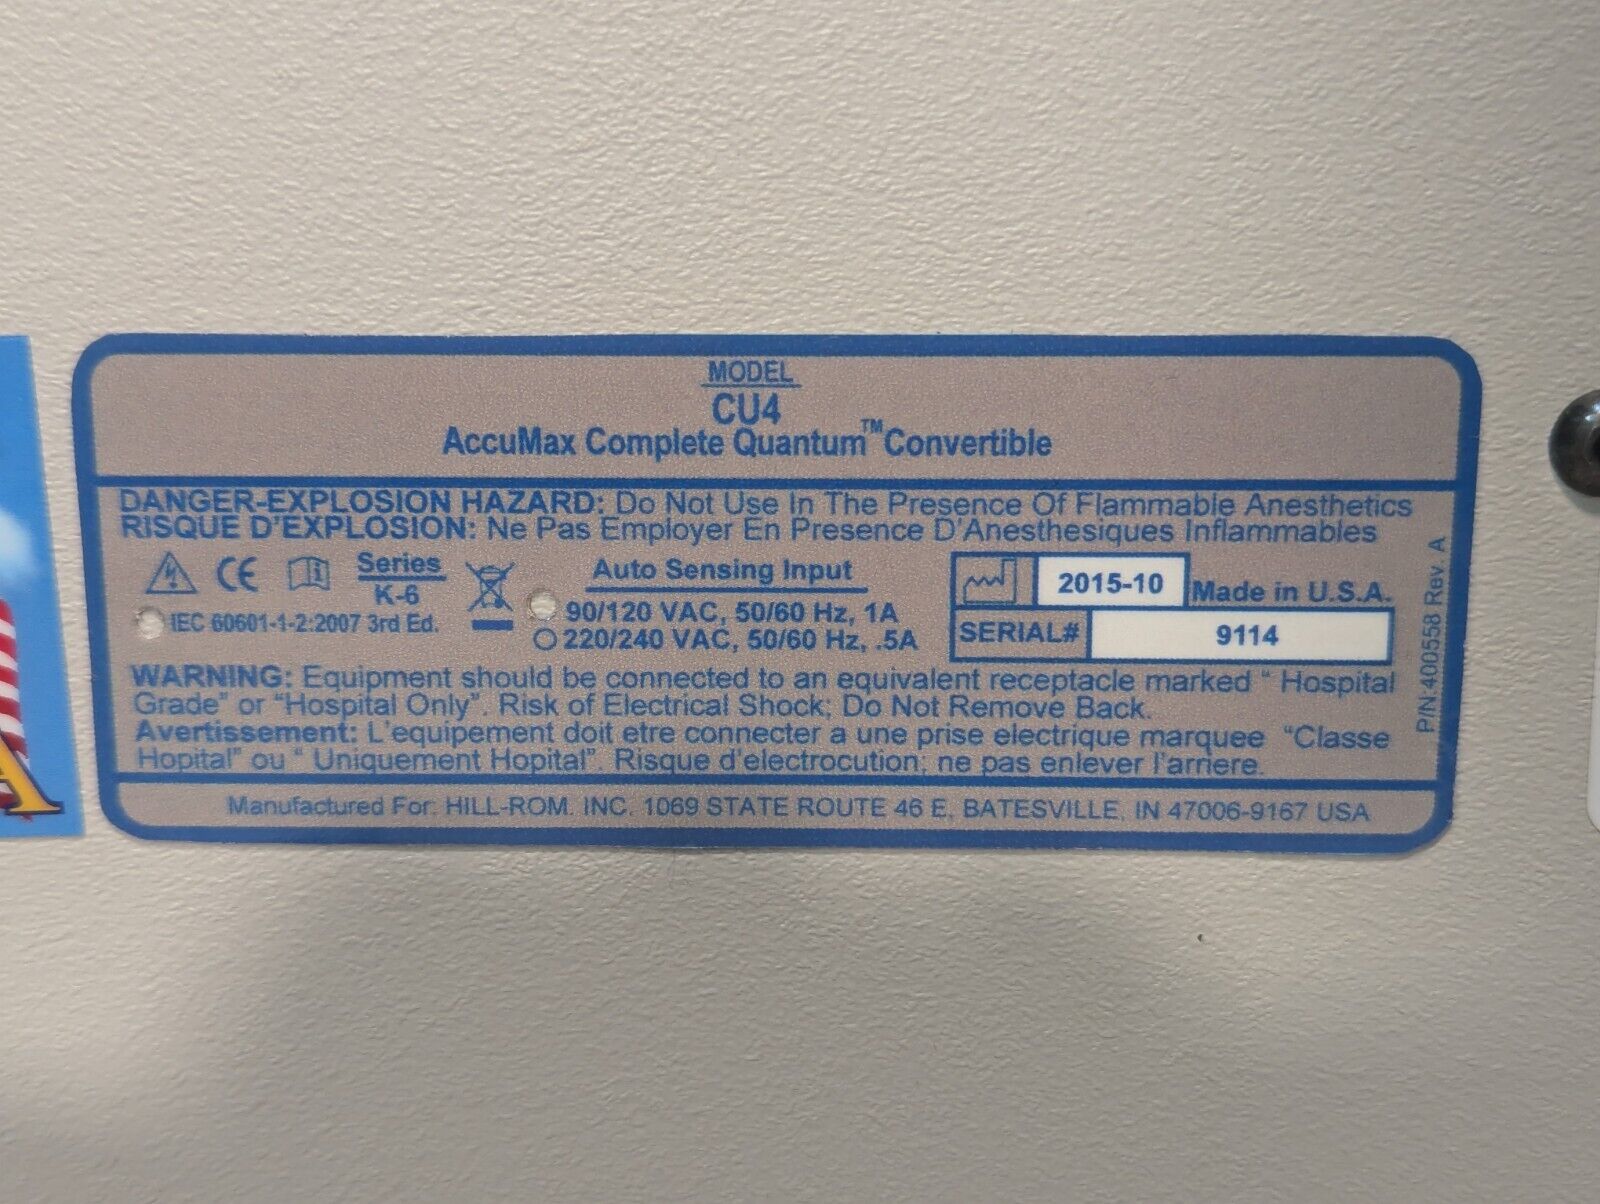 MODEL
CU4
AccuMax Complete Quantum™ Convertible
DANGER-EXPLOSION HAZARD: Do Not Use In The Presence Of Flammable Anesthetics
RISQUE D'EXPLOSION: Ne Pas Employer En Presence D'Anesthesiques Inflammables
CE
Series
K-6
IEC 60601-1-2:2007 3rd Ed.
Auto Sensing Input
90/120 VAC, 50/60 Hz, 1A
220/240 VAC, 50/60 Hz, .5A
2015-10
Made in U.S.A.
SERIAL# 9114
P/N:400558 Rev. A
WARNING: Equipment should be connected to an equivalent receptacle marked “ Hospital
Grade” or “Hospital Only”. Risk of Electrical Shock; Do Not Remove Back.
Avertissement: L'equipement doit etre connecter a une prise electrique marquee “Classe
Hopital” ou “ Uniquement Hopital”. Risque d'electrocution; ne pas enlever l'arriere.
Manufactured For: HILL-ROM. INC. 1069 STATE ROUTE 46 E, BATESVILLE, IN 47006-9167 USA
A